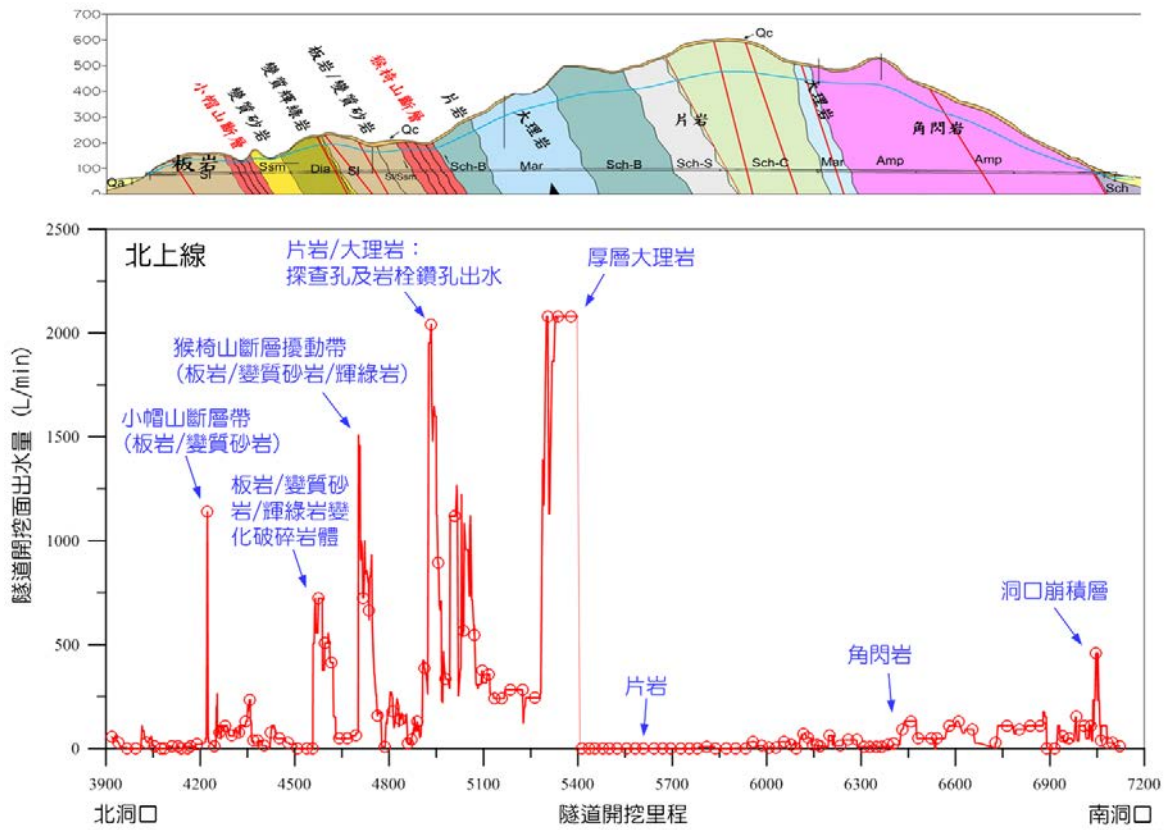 700
600
500
400
300
200
100
0
小帽山斷層
變質砂岩
變質輝綠岩
板岩/變質砂岩
猴椅山斷層
片岩
大理岩
片岩
大理岩
角閃岩
板岩
Qc
Qc
Qa
Sl
Ssm
Dia
Sl
Sl/Ssm
Sch-B
Mar
Sch-B
Sch-S
Sch-C
Mar
Amp
Amp
Sch
北上線
片岩/大理岩：
探查孔及岩栓鑽孔出水
厚層大理岩
猴椅山斷層擾動帶
(板岩/變質砂岩/輝綠岩)
小帽山斷層帶
(板岩/變質砂岩)
板岩/變質砂
岩/輝綠岩變
化破碎岩體
洞口崩積層
角閃岩
片岩
隧道開挖面出水量 (L/min)
2500
2000
1500
1000
500
0
3900 4200 4500 4800 5100 5400 5700 6000 6300 6600 6900 7200
北洞口 隧道開挖里程 南洞口